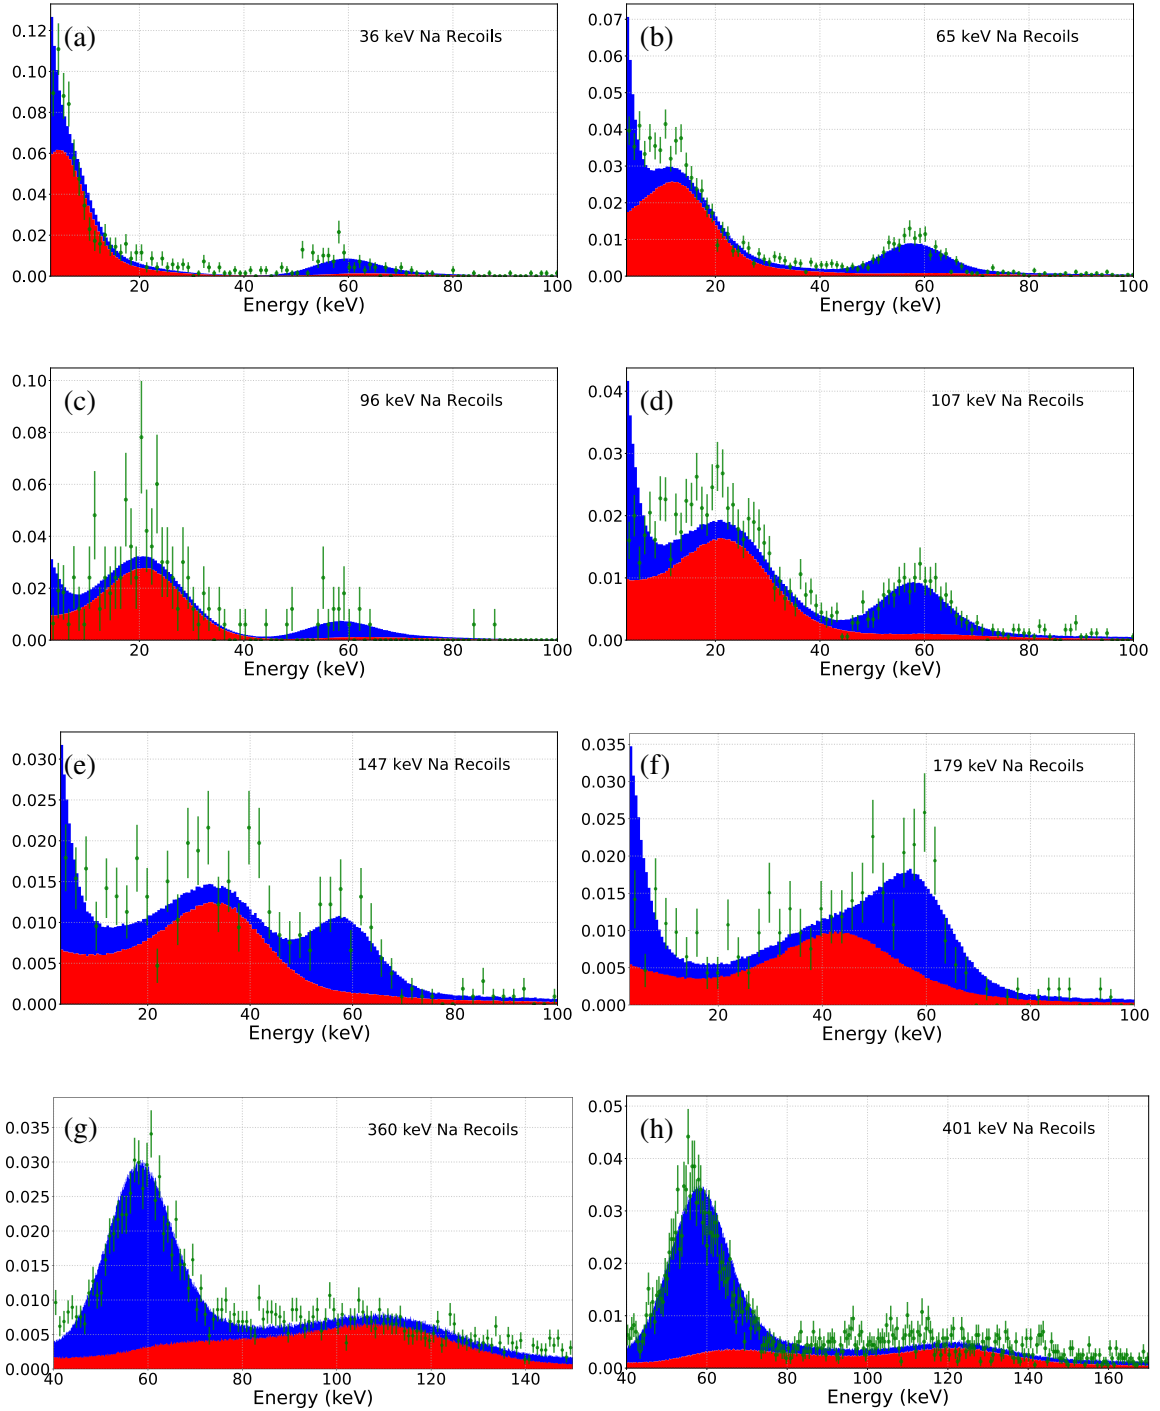 (a) 36 keV Na Recoils
0.12
0.10
0.08
0.06
0.04
0.02
0.00
20 40 60 80 100
Energy (keV)
(b) 65 keV Na Recoils
0.07
0.06
0.05
0.04
0.03
0.02
0.01
0.00
20 40 60 80 100
Energy (keV)
(c) 96 keV Na Recoils
0.10
0.08
0.06
0.04
0.02
0.00
20 40 60 80 100
Energy (keV)
(d) 107 keV Na Recoils
0.04
0.03
0.02
0.01
0.00
20 40 60 80 100
Energy (keV)
(e) 147 keV Na Recoils
0.030
0.025
0.020
0.015
0.010
0.005
0.000
20 40 60 80 100
Energy (keV)
(f) 179 keV Na Recoils
0.035
0.030
0.025
0.020
0.015
0.010
0.005
0.000
20 40 60 80 100
Energy (keV)
(g) 360 keV Na Recoils
0.035
0.030
0.025
0.020
0.015
0.010
0.005
0.000
40 60 80 100 120 140
Energy (keV)
(h) 401 keV Na Recoils
0.05
0.04
0.03
0.02
0.01
0.00
40 60 80 100 120 140 160
Energy (keV)